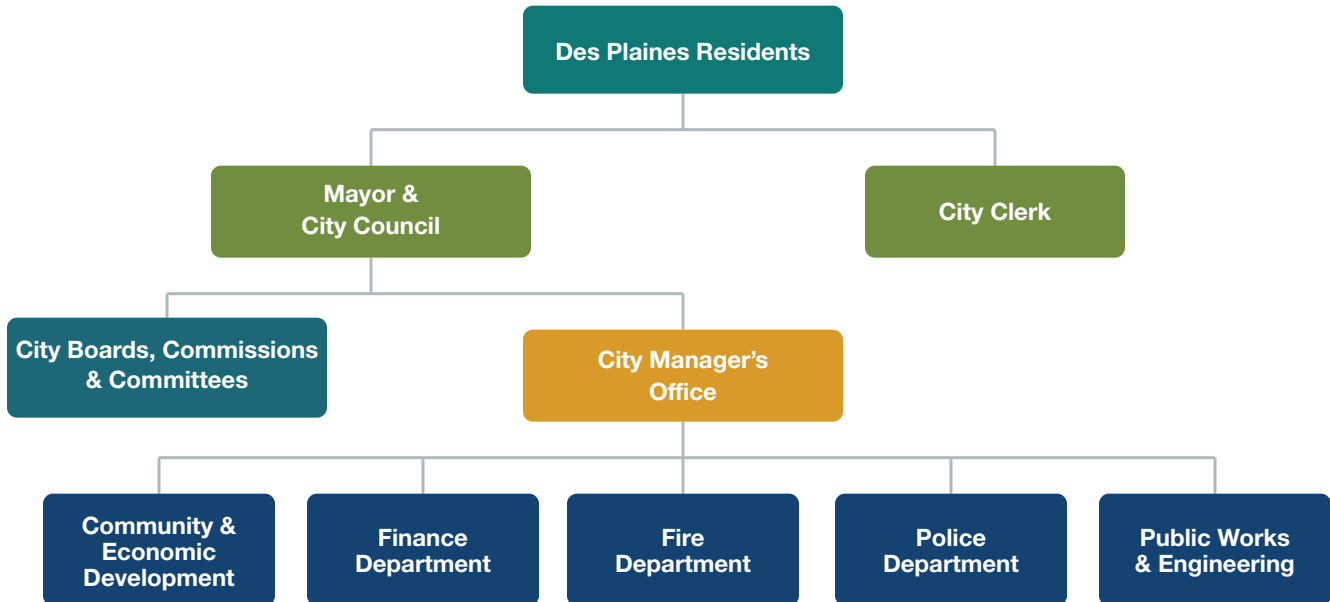 Des Plaines Residents
Mayor &
City Council
City Clerk
City Boards, Commissions
& Committees
City Manager’s
Office
Community &
Economic
Development
Finance
Department
Fire
Department
Police
Department
Public Works
& Engineering